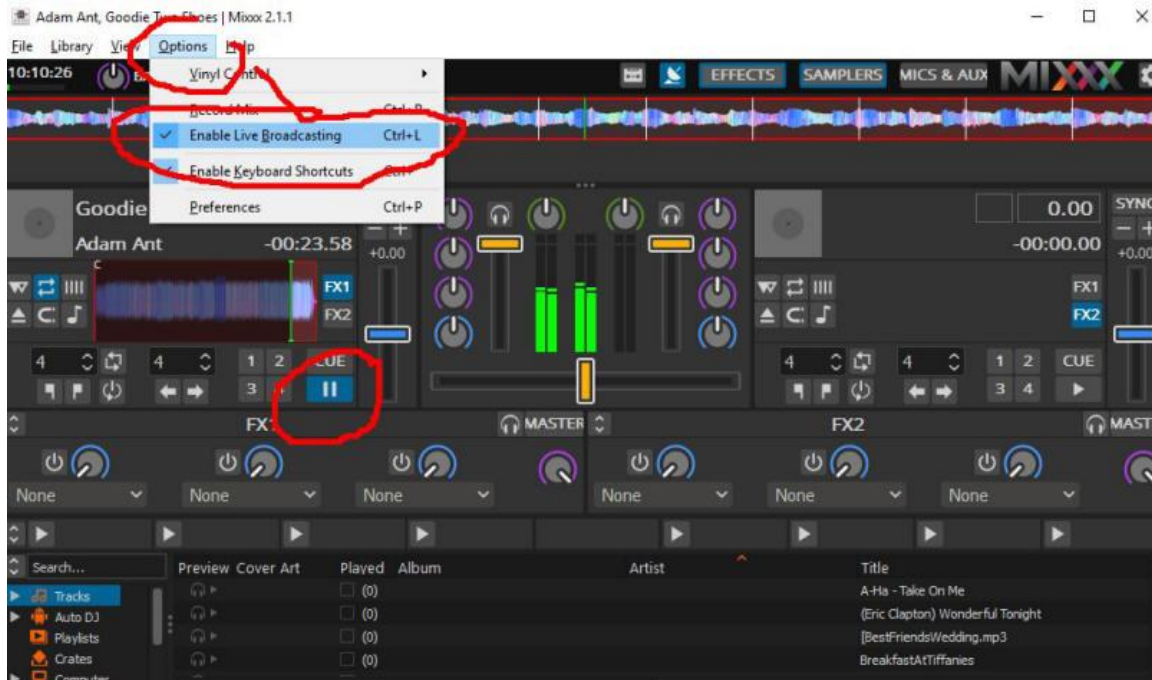 Adam Ant, Goodie Two Shoes | Mixxx 2.1.1
File Library View Options Help
10:10:26 EFFECTS SAMPLERS MICS & AUX MIXXX
Vinyl Control
Record Mix
Enable Live Broadcasting Ctrl+L
Enable Keyboard Shortcuts
Preferences Ctrl+P
Goodie 0.00 SYNC
Adam Ant -00:23.58 +0.00 -00:00.00 +0.00
C
FX1 FX1
FX2 FX2
4 4 1 2 CUE 4 4 1 2 CUE
3 3 4
FX1 MASTER FX2
None None None None None None
Search... Preview Cover Art Played Album Artist Title
Tracks (0) A-Ha - Take On Me
Auto DJ (0) (Eric Clapton) Wonderful Tonight
Playlists (0) [BestFriendsWedding.mp3
Crates (0) BreakfastAtTiffanies
Computer